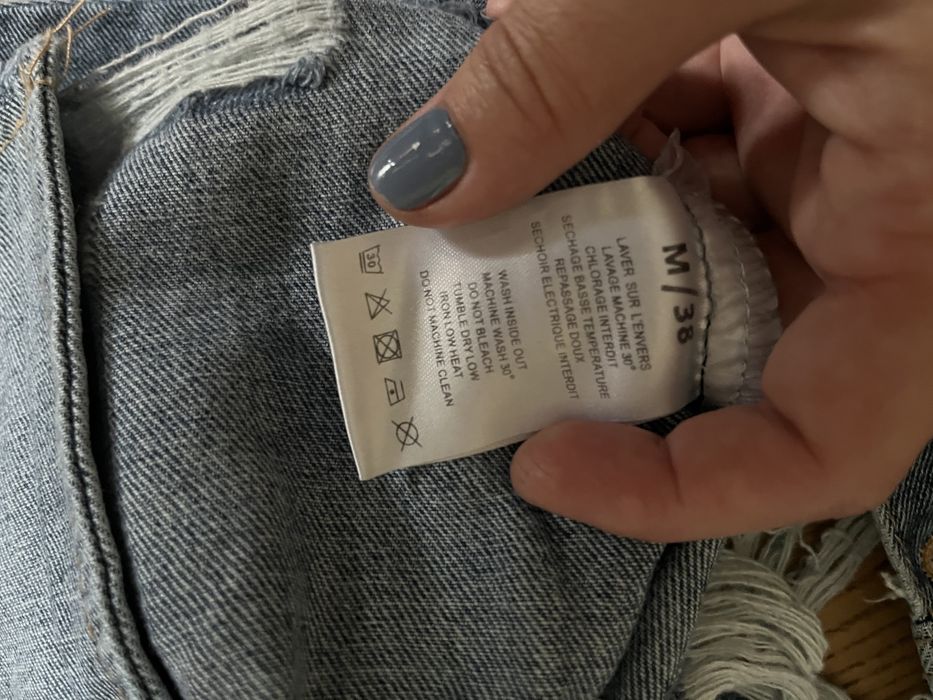 M/38
LAVER SUR L'ENVERS
LAVAGE MACHINE 30°
CHLORAGE INTERDIT
SECHAGE BASSE TEMPERATURE
REPASSAGE DOUX
SECHOIR ELECTRIQUE INTERDIT
WASH INSIDE OUT
MACHINE WASH 30°
DO NOT BLEACH
TUMBLE DRY LOW
IRON LOW HEAT
DO NOT MACHINE CLEAN
30